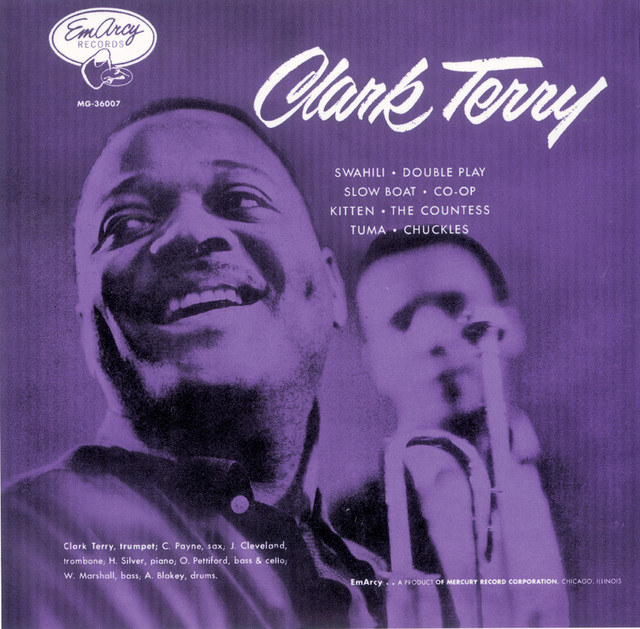 EmArcy
RECORDS
MG-36007
Clark Terry
SWAHILI • DOUBLE PLAY
SLOW BOAT • CO-OP
KITTEN • THE COUNTESS
TUMA • CHUCKLES
Clark Terry, trumpet; C. Payne, sax; J. Cleveland,
trombone; H. Silver, piano; O. Pettiford, bass & cello;
W. Marshall, bass; A. Blakey, drums.
EmArcy . . A PRODUCT OF MERCURY RECORD CORPORATION, CHICAGO, ILLINOIS